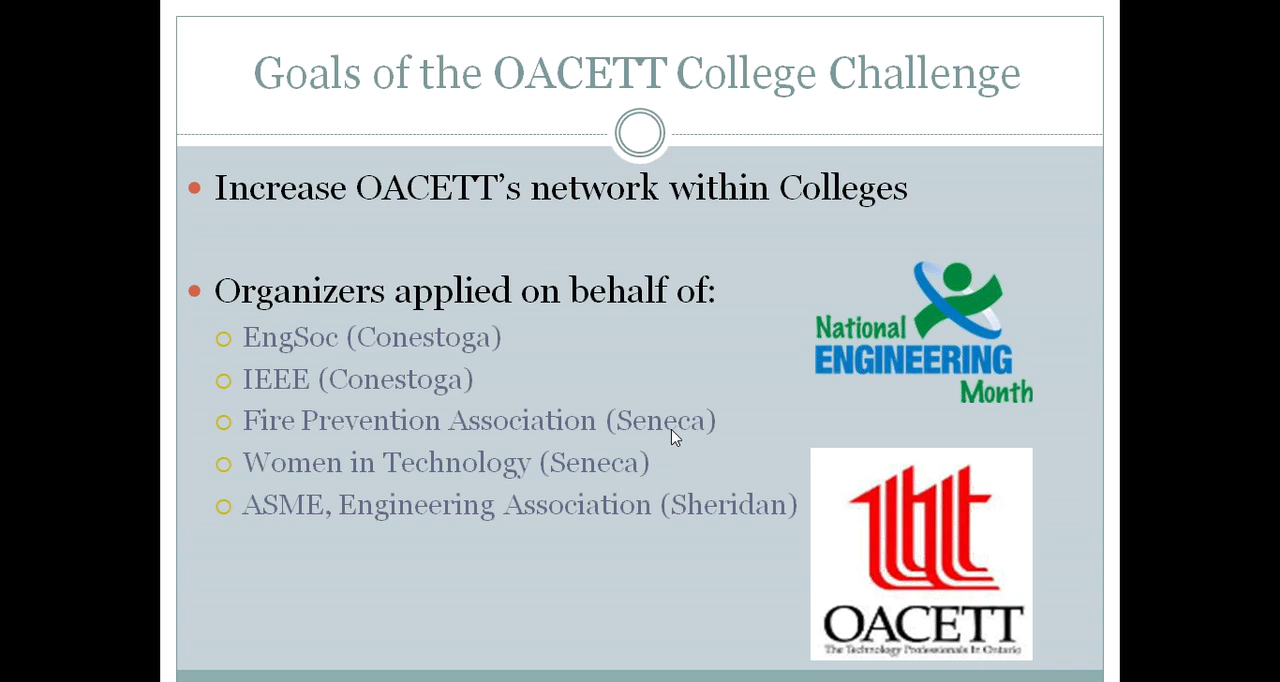 Goals of the OACETT College Challenge
Increase OACETT’s network within Colleges
Organizers applied on behalf of:
EngSoc (Conestoga)
IEEE (Conestoga)
Fire Prevention Association (Seneca)
Women in Technology (Seneca)
ASME, Engineering Association (Sheridan)
National
ENGINEERING
Month
OACETT
The Technology Professionals In Ontario